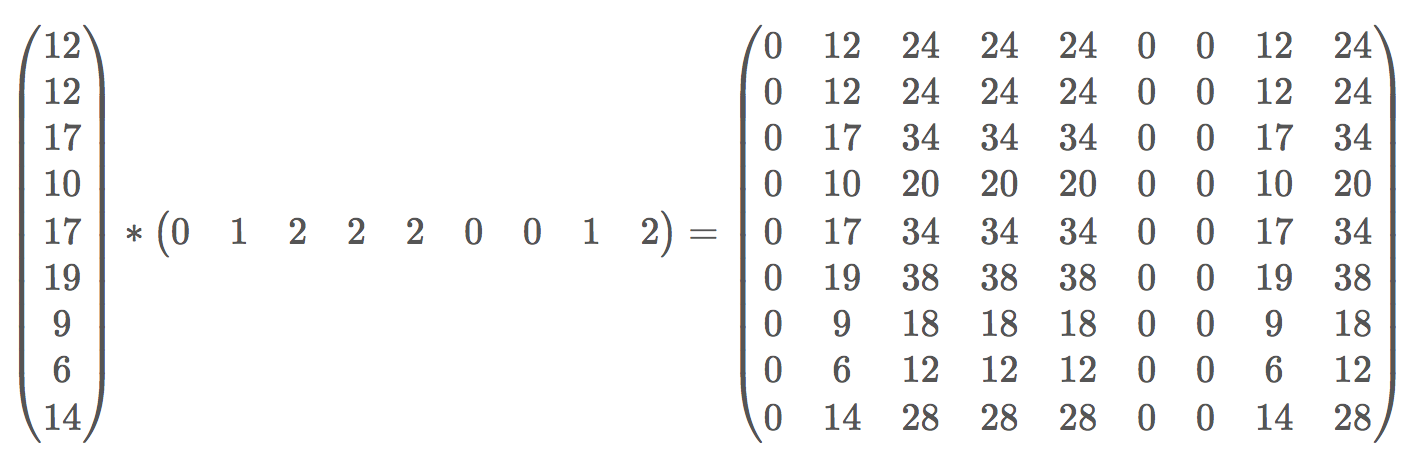 12 0 12 24 24 24 0 0 12 24
12 0 12 24 24 24 0 0 12 24
17 0 17 34 34 34 0 0 17 34
10 0 10 20 20 20 0 0 10 20
17 * (0 1 2 2 2 0 0 1 2) = 0 17 34 34 34 0 0 17 34
19 0 19 38 38 38 0 0 19 38
9 0 9 18 18 18 0 0 9 18
6 0 6 12 12 12 0 0 6 12
14 0 14 28 28 28 0 0 14 28